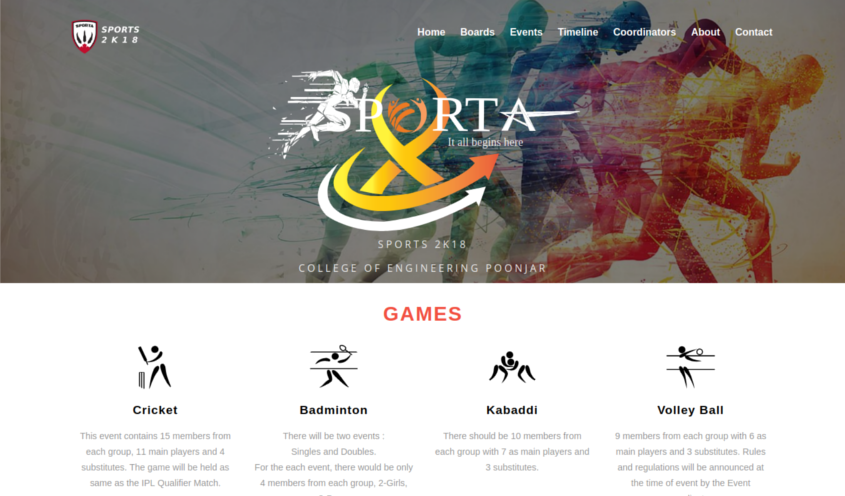 SPORTA
SPORTS
2K18
Home Boards Events Timeline Coordinators About Contact
SPORTA
It all begins here
SPORTS 2K18
COLLEGE OF ENGINEERING POONJAR
GAMES
Cricket
This event contains 15 members from
each group, 11 main players and 4
substitutes. The game will be held as
same as the IPL Qualifier Match.
Badminton
There will be two events :
Singles and Doubles.
For the each event, there would be only
4 members from each group, 2-Girls,
Kabaddi
There should be 10 members from
each group with 7 as main players and
3 substitutes.
Volley Ball
9 members from each group with 6 as
main players and 3 substitutes. Rules
and regulations will be announced at
the time of event by the Event